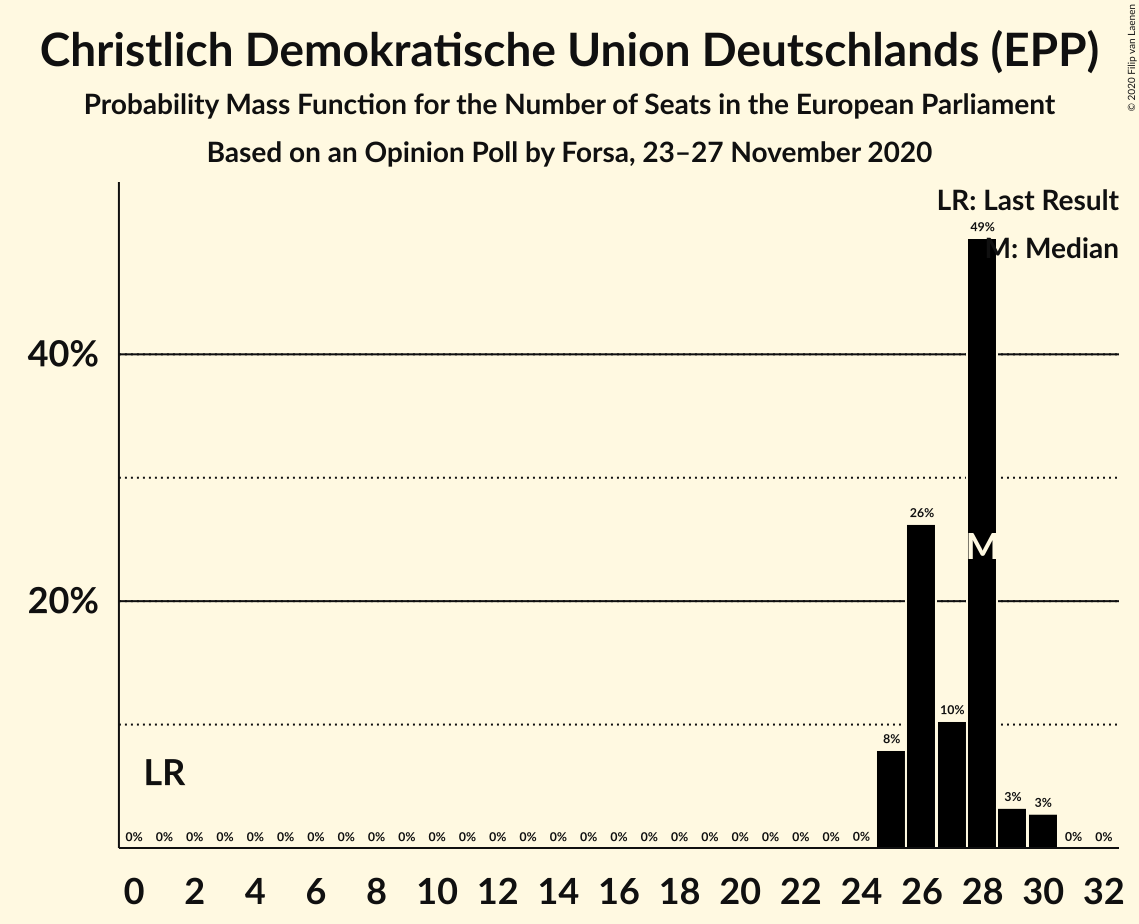 Christlich Demokratische Union Deutschlands (EPP)
Probability Mass Function for the Number of Seats in the European Parliament
Based on an Opinion Poll by Forsa, 23–27 November 2020
© 2020 Filip van Laenen
LR: Last Result
M: Median
49%
40%
26%
M
20%
10%
8%
LR
3%
3%
0% 0% 0% 0% 0% 0% 0% 0% 0% 0% 0% 0% 0% 0% 0% 0% 0% 0% 0% 0% 0% 0% 0% 0% 0% 0% 0%
0 2 4 6 8 10 12 14 16 18 20 22 24 26 28 30 32